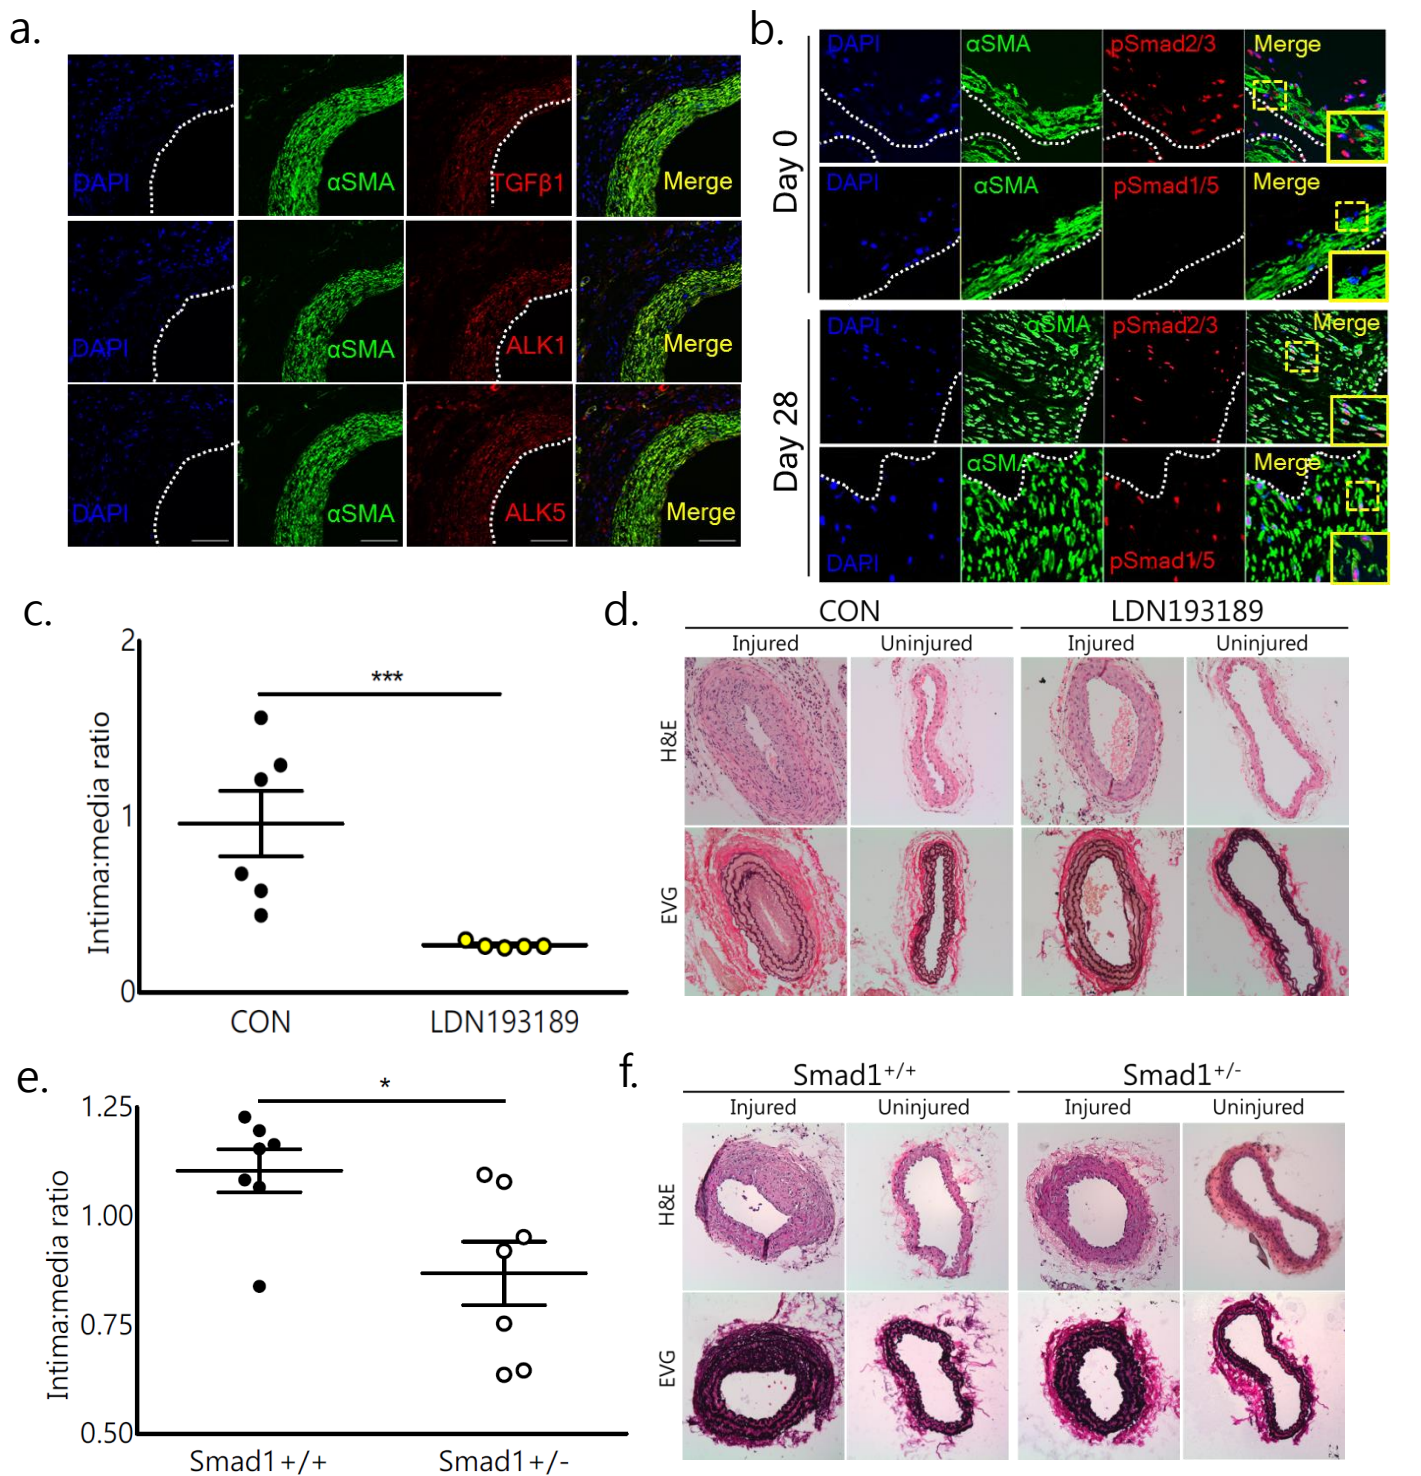 a.
DAPI αSMA TGFβ1 Merge
DAPI αSMA ALK1 Merge
DAPI αSMA ALK5 Merge
b.
Day 0
DAPI αSMA pSmad2/3 Merge
DAPI αSMA pSmad1/5 Merge
Day 28
DAPI αSMA pSmad2/3 Merge
DAPI αSMA pSmad1/5 Merge
c.
Intima:media ratio
2
1
0
***
CON LDN193189
d.
CON LDN193189
Injured Uninjured Injured Uninjured
H&E
EVG
e.
Intima:media ratio
1.25
1.00
0.75
0.50
*
Smad1+/+ Smad1+/-
f.
Smad1+/+ Smad1+/-
Injured Uninjured Injured Uninjured
H&E
EVG